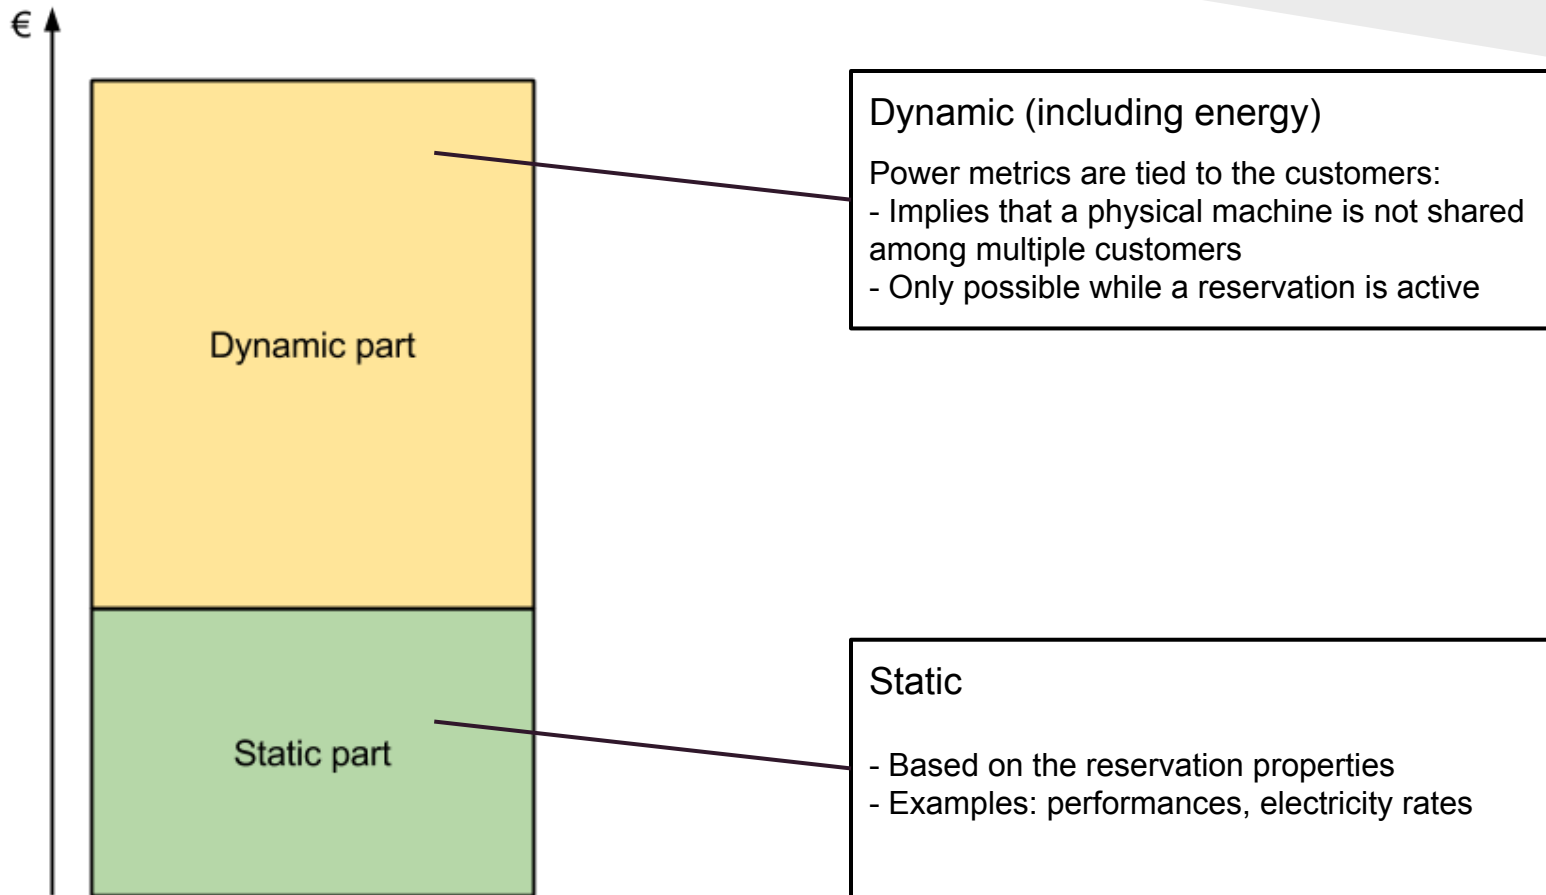 €
Dynamic part
Static part
Dynamic (including energy)
Power metrics are tied to the customers:
- Implies that a physical machine is not shared
among multiple customers
- Only possible while a reservation is active
Static
- Based on the reservation properties
- Examples: performances, electricity rates